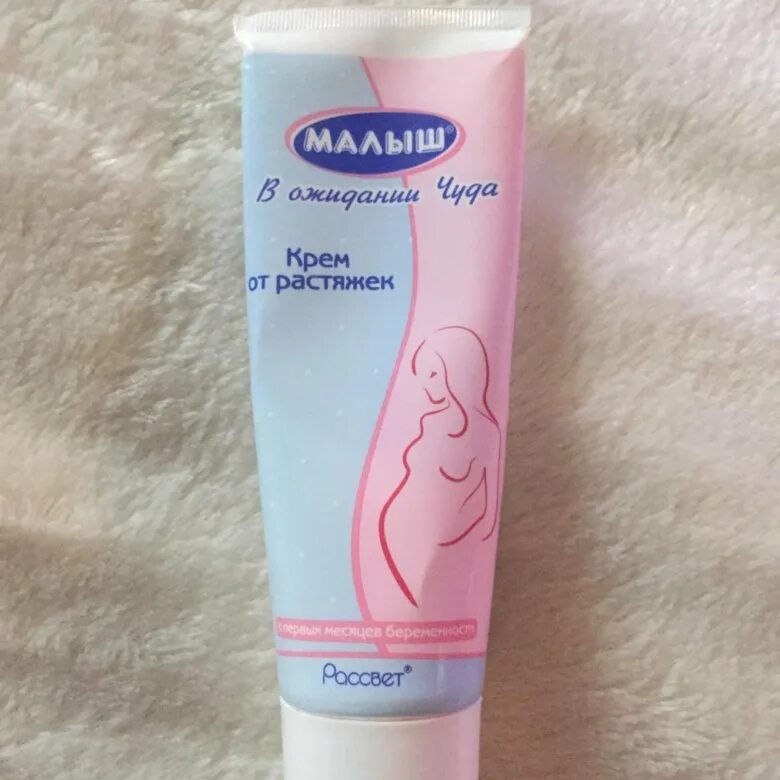 МАЛЫШ®
В ожидании Чуда
Крем
от растяжек
с первых месяцев беременности
Рассвет®